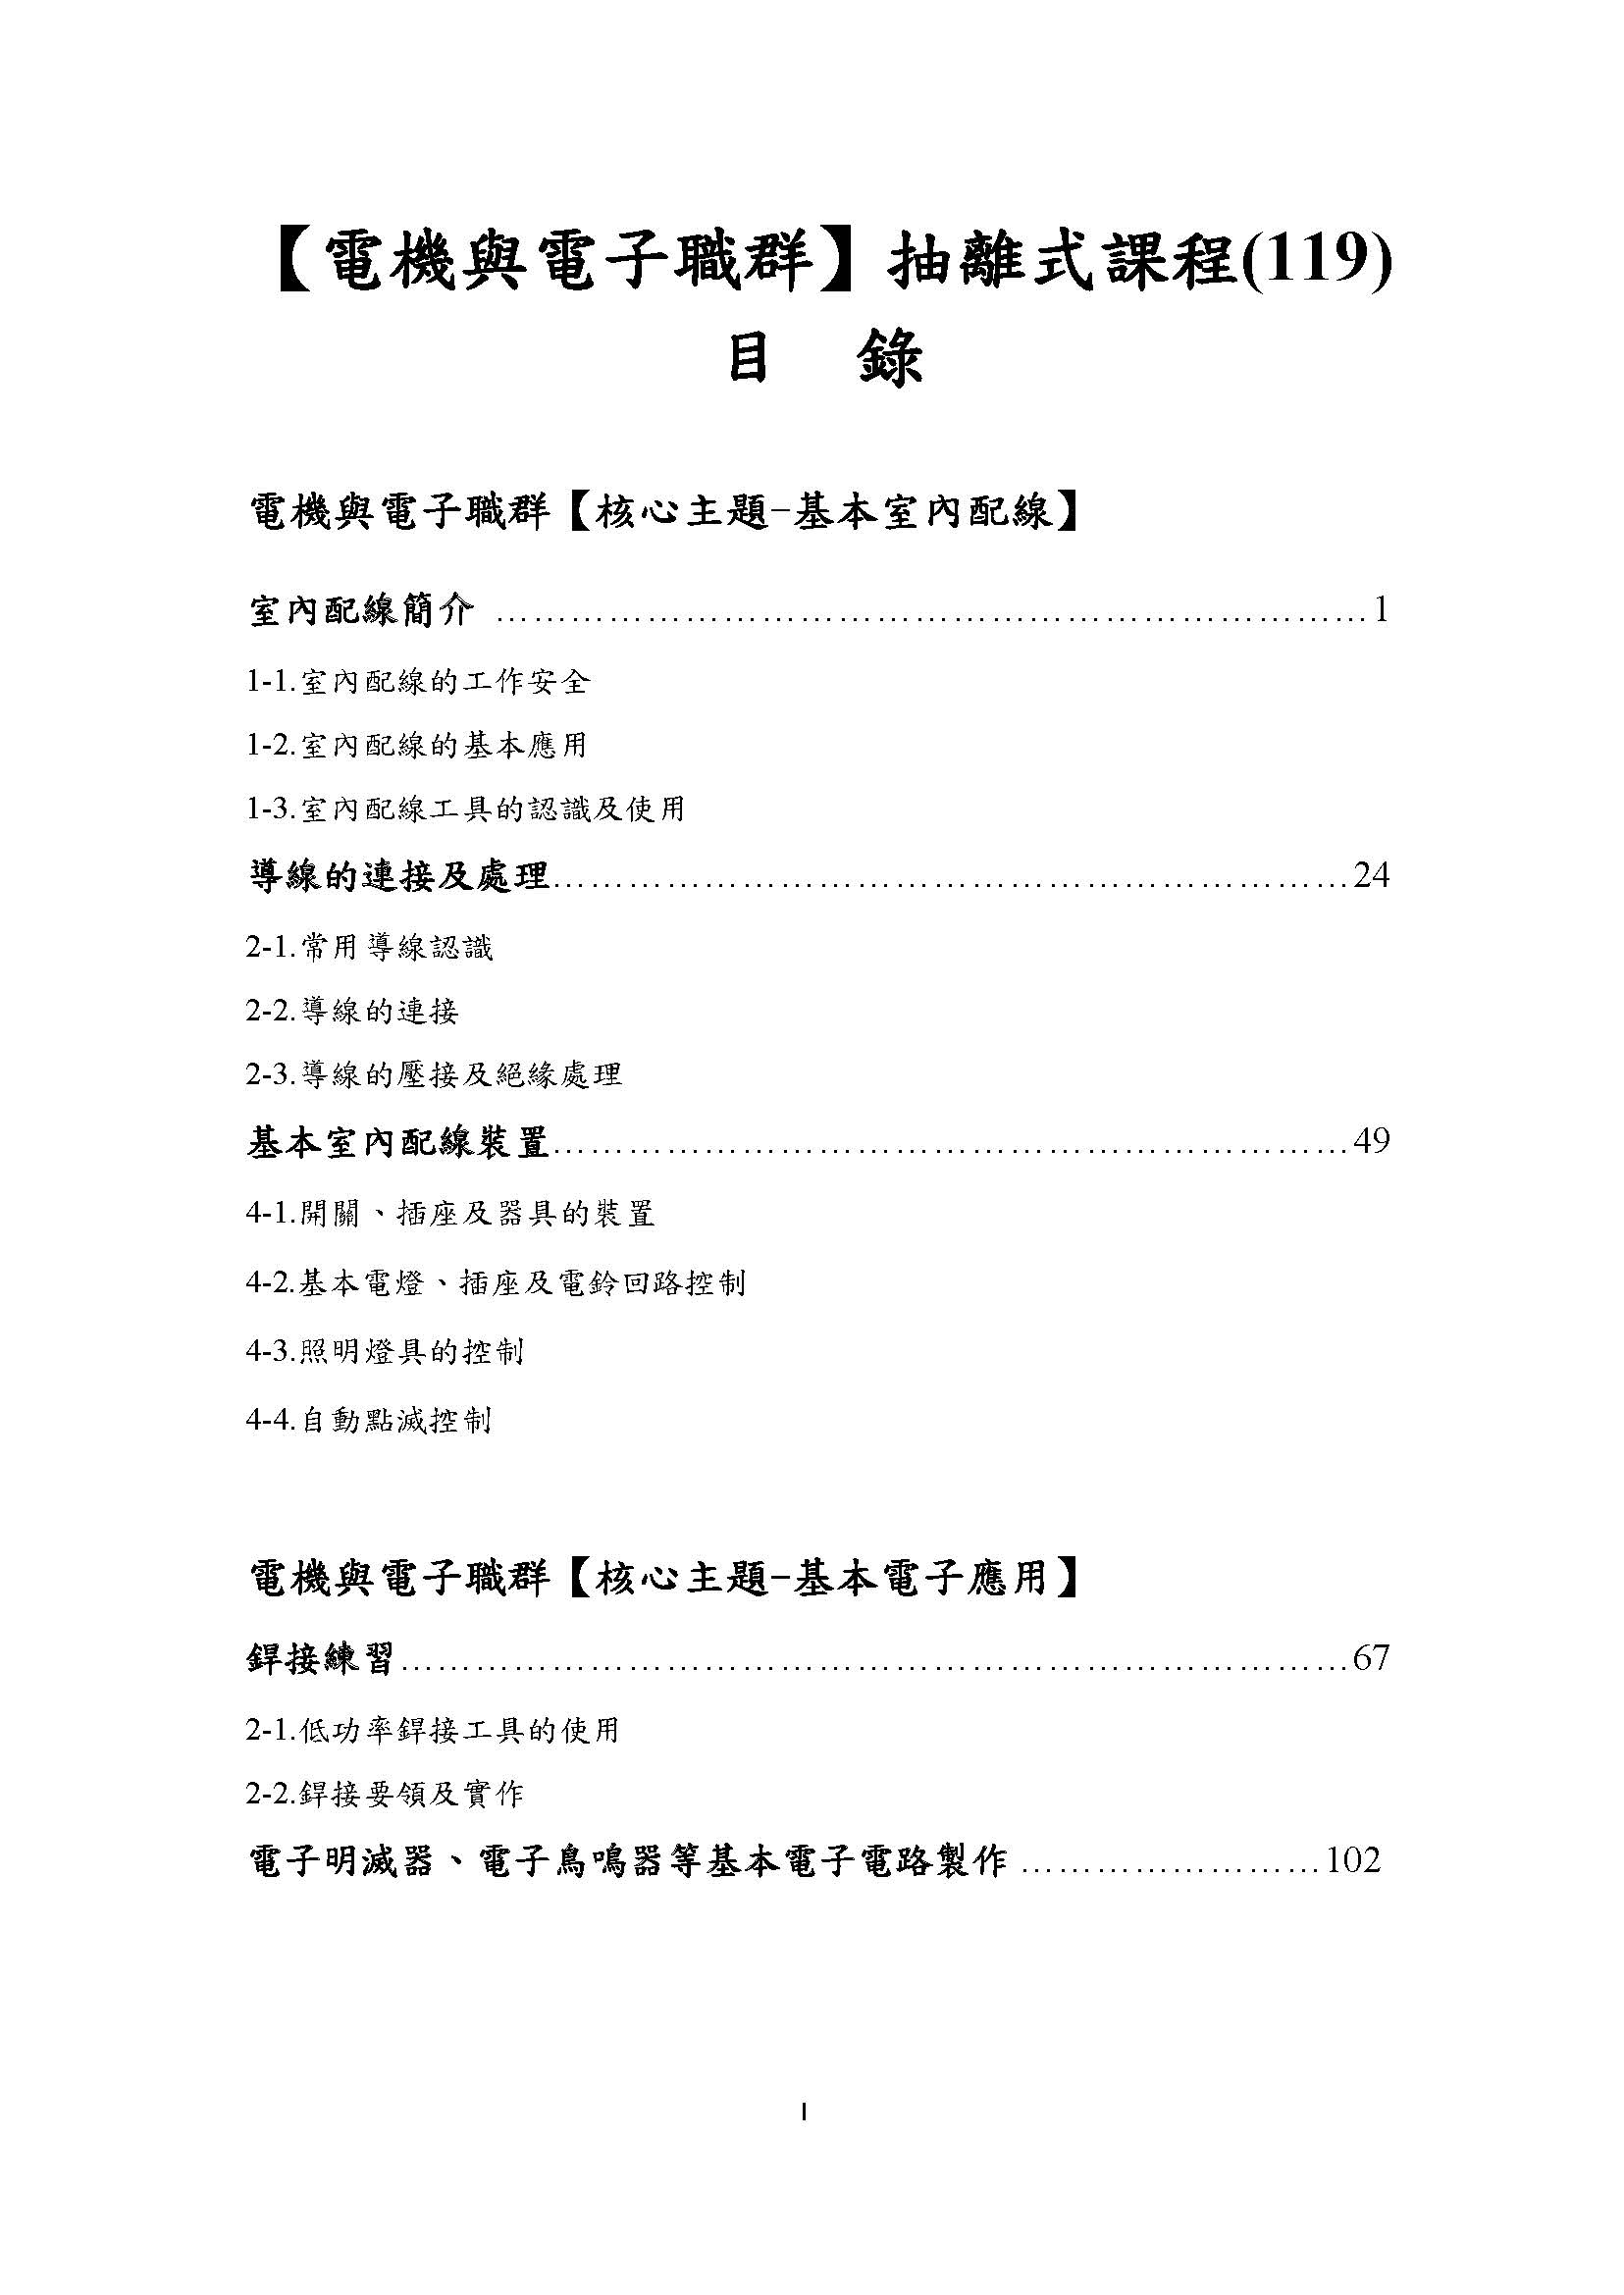 【電機與電子職群】抽離式課程(119)
目　錄
電機與電子職群【核心主題-基本室內配線】
室內配線簡介 ……………………………………………………………1
1-1.室內配線的工作安全
1-2.室內配線的基本應用
1-3.室內配線工具的認識及使用
導線的連接及處理………………………………………………………24
2-1.常用導線認識
2-2.導線的連接
2-3.導線的壓接及絕緣處理
基本室內配線裝置………………………………………………………49
4-1.開關、插座及器具的裝置
4-2.基本電燈、插座及電鈴回路控制
4-3.照明燈具的控制
4-4.自動點滅控制
電機與電子職群【核心主題-基本電子應用】
銲接練習…………………………………………………………………67
2-1.低功率銲接工具的使用
2-2.銲接要領及實作
電子明滅器、電子鳥鳴器等基本電子電路製作 ……………………102
I